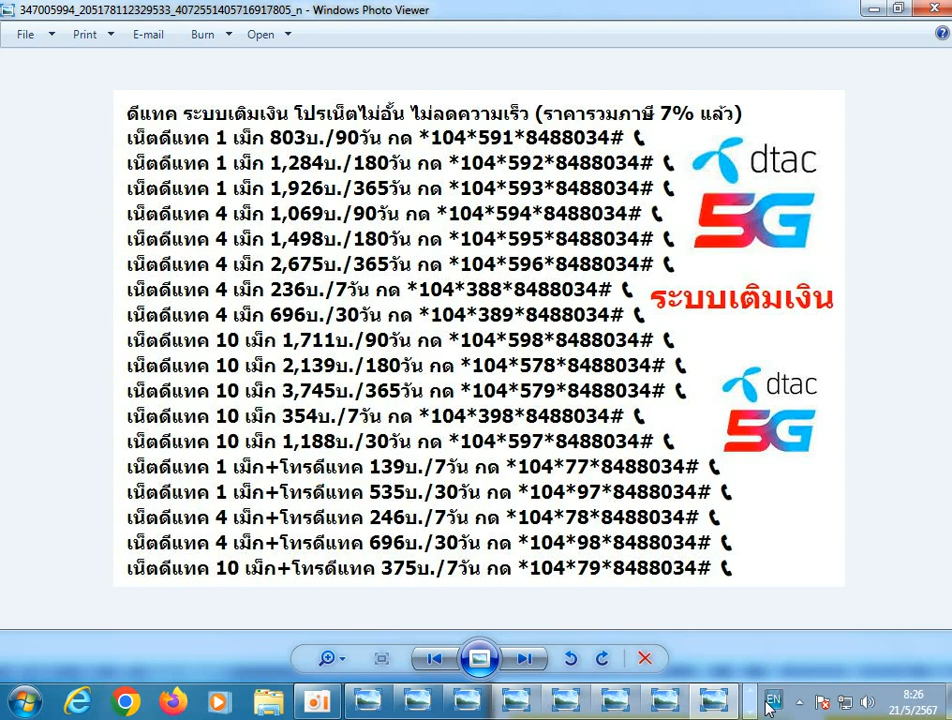 347005994_205178112329533_4072551405716917805_n - Windows Photo Viewer
File Print E-mail Burn Open
ดีแทค ระบบเติมเงิน โปรเน็ตไม่อั้น ไม่ลดความเร็ว (ราคารวมภาษี 7% แล้ว)
เน็ตดีแทค 1 เม็ก 803บ./90วัน กด *104*591*8488034#
เน็ตดีแทค 1 เม็ก 1,284บ./180วัน กด *104*592*8488034#
dtac
เน็ตดีแทค 1 เม็ก 1,926บ./365วัน กด *104*593*8488034#
เน็ตดีแทค 4 เม็ก 1,069บ./90วัน กด *104*594*8488034#
5G
เน็ตดีแทค 4 เม็ก 1,498บ./180วัน กด *104*595*8488034#
เน็ตดีแทค 4 เม็ก 2,675บ./365วัน กด *104*596*8488034#
เน็ตดีแทค 4 เม็ก 236บ./7วัน กด *104*388*8488034#
ระบบเติมเงิน
เน็ตดีแทค 4 เม็ก 696บ./30วัน กด *104*389*8488034#
เน็ตดีแทค 10 เม็ก 1,711บ./90วัน กด *104*598*8488034#
เน็ตดีแทค 10 เม็ก 2,139บ./180วัน กด *104*578*8488034#
เน็ตดีแทค 10 เม็ก 3,745บ./365วัน กด *104*579*8488034#
dtac
เน็ตดีแทค 10 เม็ก 354บ./7วัน กด *104*398*8488034#
เน็ตดีแทค 10 เม็ก 1,188บ./30วัน กด *104*597*8488034#
5G
เน็ตดีแทค 1 เม็ก+โทรดีแทค 139บ./7วัน กด *104*77*8488034#
เน็ตดีแทค 1 เม็ก+โทรดีแทค 535บ./30วัน กด *104*97*8488034#
เน็ตดีแทค 4 เม็ก+โทรดีแทค 246บ./7วัน กด *104*78*8488034#
เน็ตดีแทค 4 เม็ก+โทรดีแทค 696บ./30วัน กด *104*98*8488034#
เน็ตดีแทค 10 เม็ก+โทรดีแทค 375บ./7วัน กด *104*79*8488034#
EN
8:26
21/5/2567